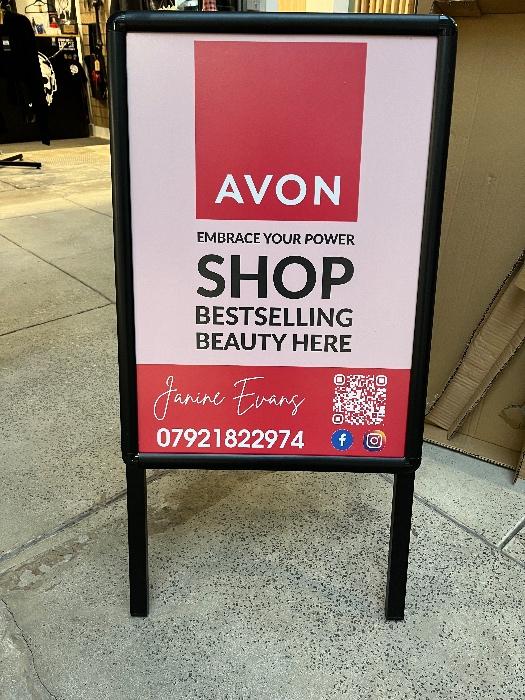 AVON
EMBRACE YOUR POWER
SHOP
BESTSELLING
BEAUTY HERE
Janine Evans
07921822974